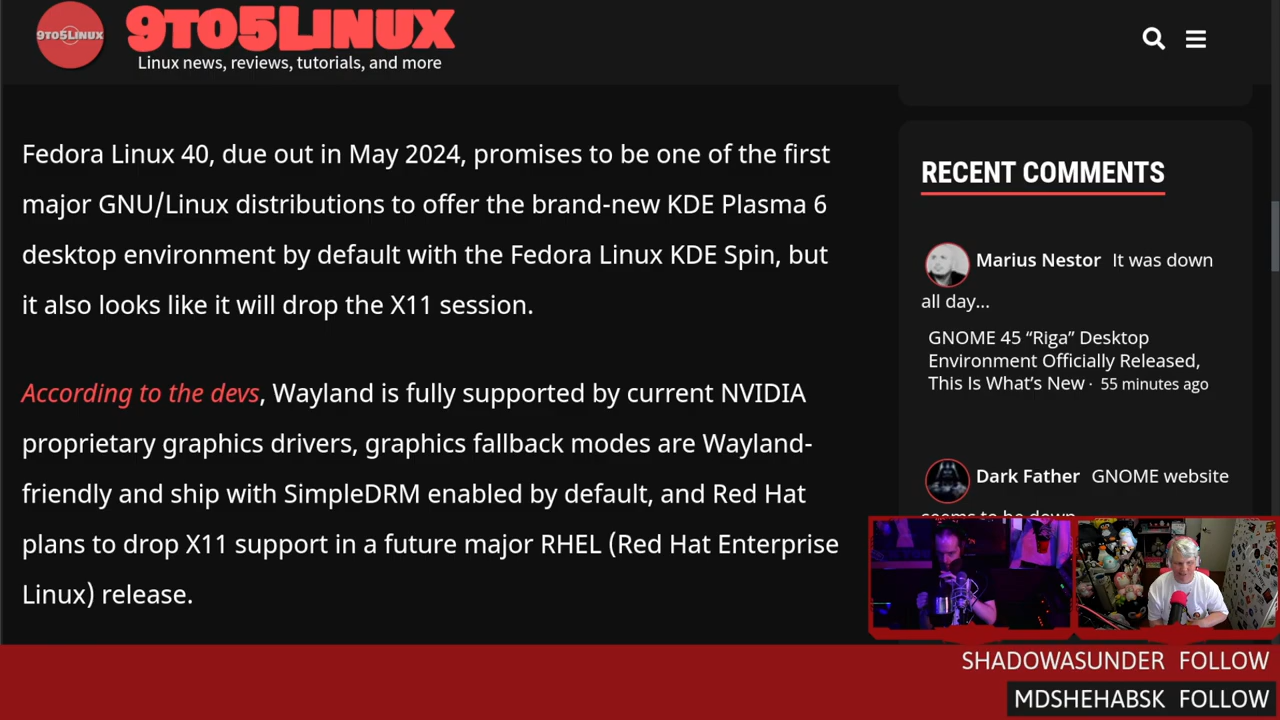 9TO5LINUX
9TO5LINUX
Linux news, reviews, tutorials, and more
Fedora Linux 40, due out in May 2024, promises to be one of the first
major GNU/Linux distributions to offer the brand-new KDE Plasma 6
desktop environment by default with the Fedora Linux KDE Spin, but
it also looks like it will drop the X11 session.
According to the devs, Wayland is fully supported by current NVIDIA
proprietary graphics drivers, graphics fallback modes are Wayland-
friendly and ship with SimpleDRM enabled by default, and Red Hat
plans to drop X11 support in a future major RHEL (Red Hat Enterprise
Linux) release.
RECENT COMMENTS
Marius Nestor It was down
all day...
GNOME 45 “Riga” Desktop
Environment Officially Released,
This Is What’s New · 55 minutes ago
Dark Father GNOME website
seems to be down
SHADOWASUNDER FOLLOW
MDSHEHABSK FOLLOW